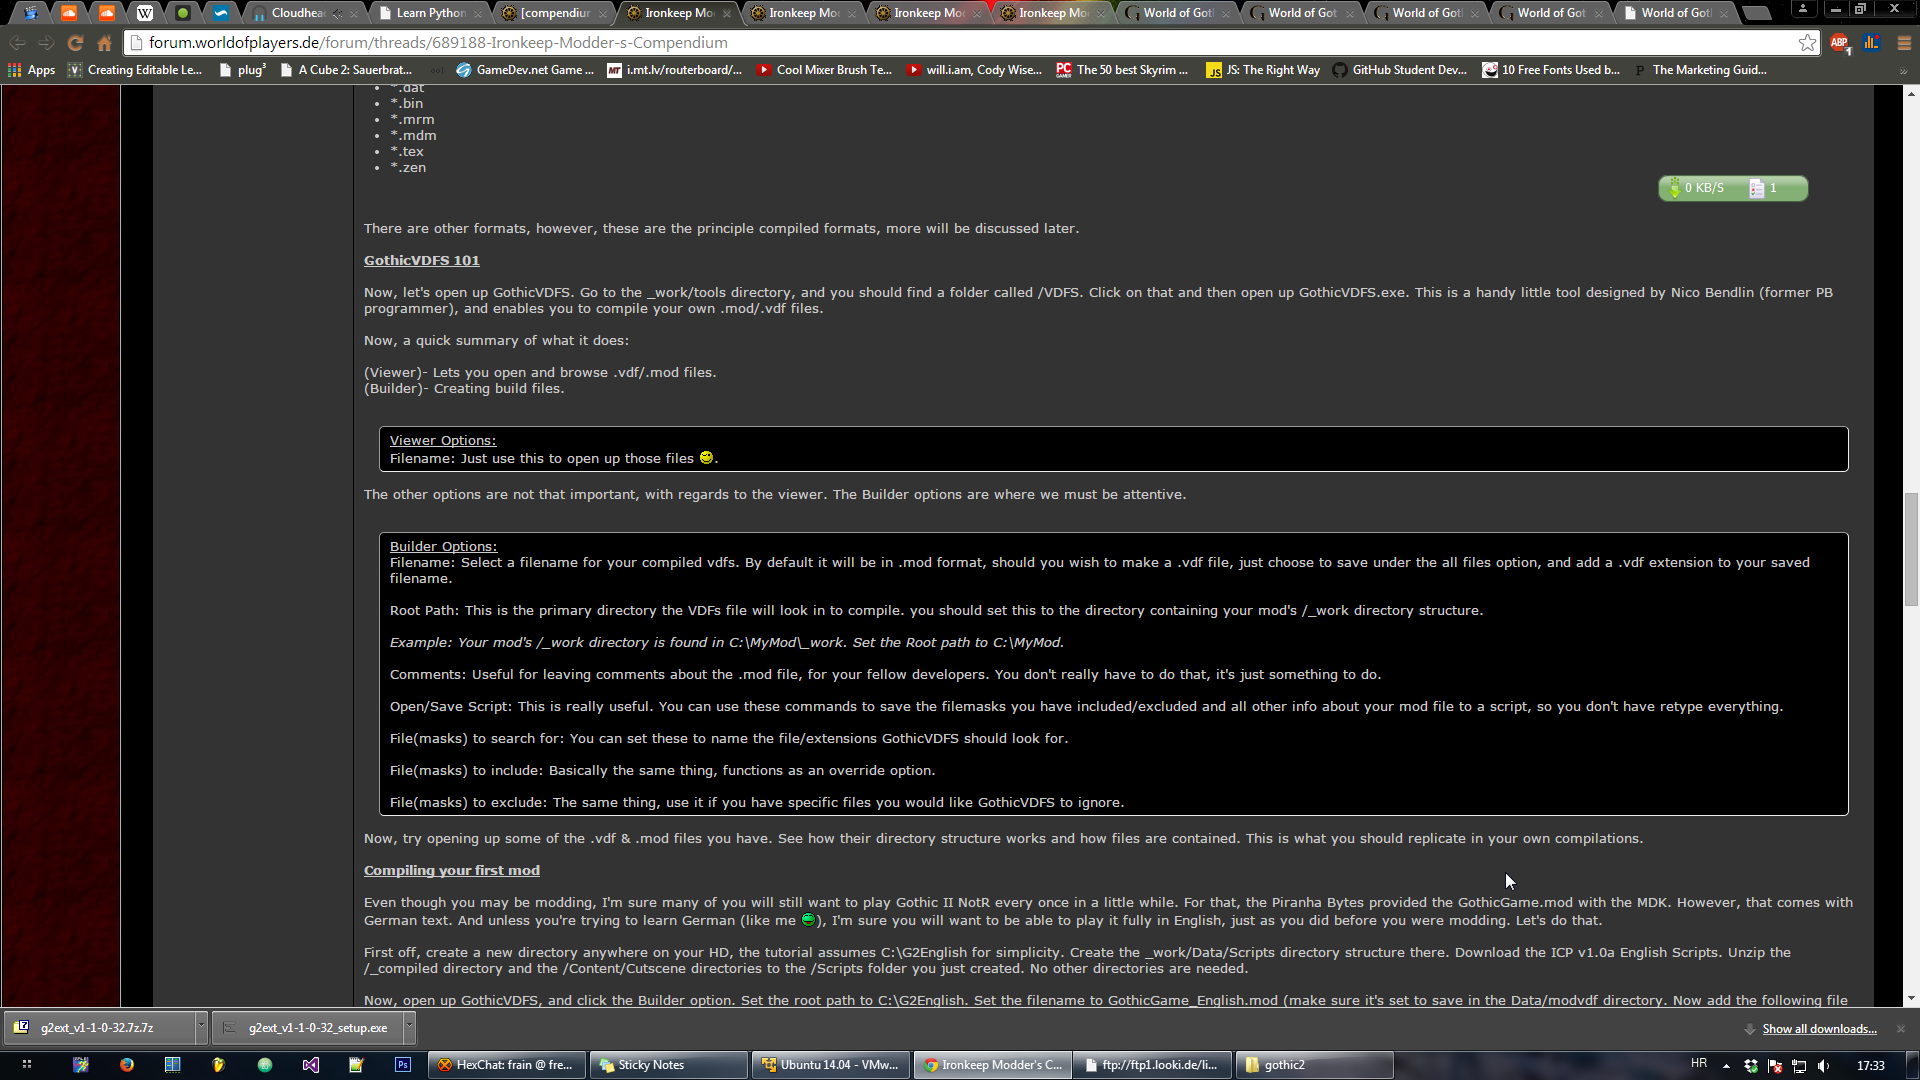 Cloudhea
Learn Python
[compendium
Ironkeep Mo
Ironkeep Mo
Ironkeep Mo
Ironkeep Mo
World of Got
World of Got
World of Got
World of Got
World of Got
forum.worldofplayers.de/forum/threads/689188-Ironkeep-Modder-s-Compendium
ABP
1
Apps
Creating Editable Le...
plug³
A Cube 2: Sauerbrat...
GameDev.net Game ...
i.mt.lv/routerboard/...
Cool Mixer Brush Te...
will.i.am, Cody Wise...
The 50 best Skyrim ...
JS: The Right Way
GitHub Student Dev...
10 Free Fonts Used b...
The Marketing Guid...
*.dat
*.bin
*.mrm
*.mdm
*.tex
*.zen
0 KB/S
1
There are other formats, however, these are the principle compiled formats, more will be discussed later.
GothicVDFS 101
Now, let's open up GothicVDFS. Go to the _work/tools directory, and you should find a folder called /VDFS. Click on that and then open up GothicVDFS.exe. This is a handy little tool designed by Nico Bendlin (former PB
programmer), and enables you to compile your own .mod/.vdf files.
Now, a quick summary of what it does:
(Viewer)- Lets you open and browse .vdf/.mod files.
(Builder)- Creating build files.
Viewer Options:
Filename: Just use this to open up those files .
The other options are not that important, with regards to the viewer. The Builder options are where we must be attentive.
Builder Options:
Filename: Select a filename for your compiled vdfs. By default it will be in .mod format, should you wish to make a .vdf file, just choose to save under the all files option, and add a .vdf extension to your saved
filename.
Root Path: This is the primary directory the VDFs file will look in to compile. you should set this to the directory containing your mod's /_work directory structure.
Example: Your mod's /_work directory is found in C:\MyMod\_work. Set the Root path to C:\MyMod.
Comments: Useful for leaving comments about the .mod file, for your fellow developers. You don't really have to do that, it's just something to do.
Open/Save Script: This is really useful. You can use these commands to save the filemasks you have included/excluded and all other info about your mod file to a script, so you don't have retype everything.
File(masks) to search for: You can set these to name the file/extensions GothicVDFS should look for.
File(masks) to include: Basically the same thing, functions as an override option.
File(masks) to exclude: The same thing, use it if you have specific files you would like GothicVDFS to ignore.
Now, try opening up some of the .vdf & .mod files you have. See how their directory structure works and how files are contained. This is what you should replicate in your own compilations.
Compiling your first mod
Even though you may be modding, I'm sure many of you will still want to play Gothic II NotR every once in a little while. For that, the Piranha Bytes provided the GothicGame.mod with the MDK. However, that comes with
German text. And unless you're trying to learn German (like me ), I'm sure you will want to be able to play it fully in English, just as you did before you were modding. Let's do that.
First off, create a new directory anywhere on your HD, the tutorial assumes C:\G2English for simplicity. Create the _work/Data/Scripts directory structure there. Download the ICP v1.0a English Scripts. Unzip the
/_compiled directory and the /Content/Cutscene directories to the /Scripts folder you just created. No other directories are needed.
Now, open up GothicVDFS, and click the Builder option. Set the root path to C:\G2English. Set the filename to GothicGame_English.mod (make sure it's set to save in the Data/modvdf directory. Now add the following file
g2ext_v1-1-0-32.7z.7z
g2ext_v1-1-0-32_setup.exe
Show all downloads...
HexChat: frain @ fre...
Sticky Notes
Ubuntu 14.04 - VMw...
Ironkeep Modder's C...
ftp://ftp1.looki.de/li...
gothic2
HR
17:33